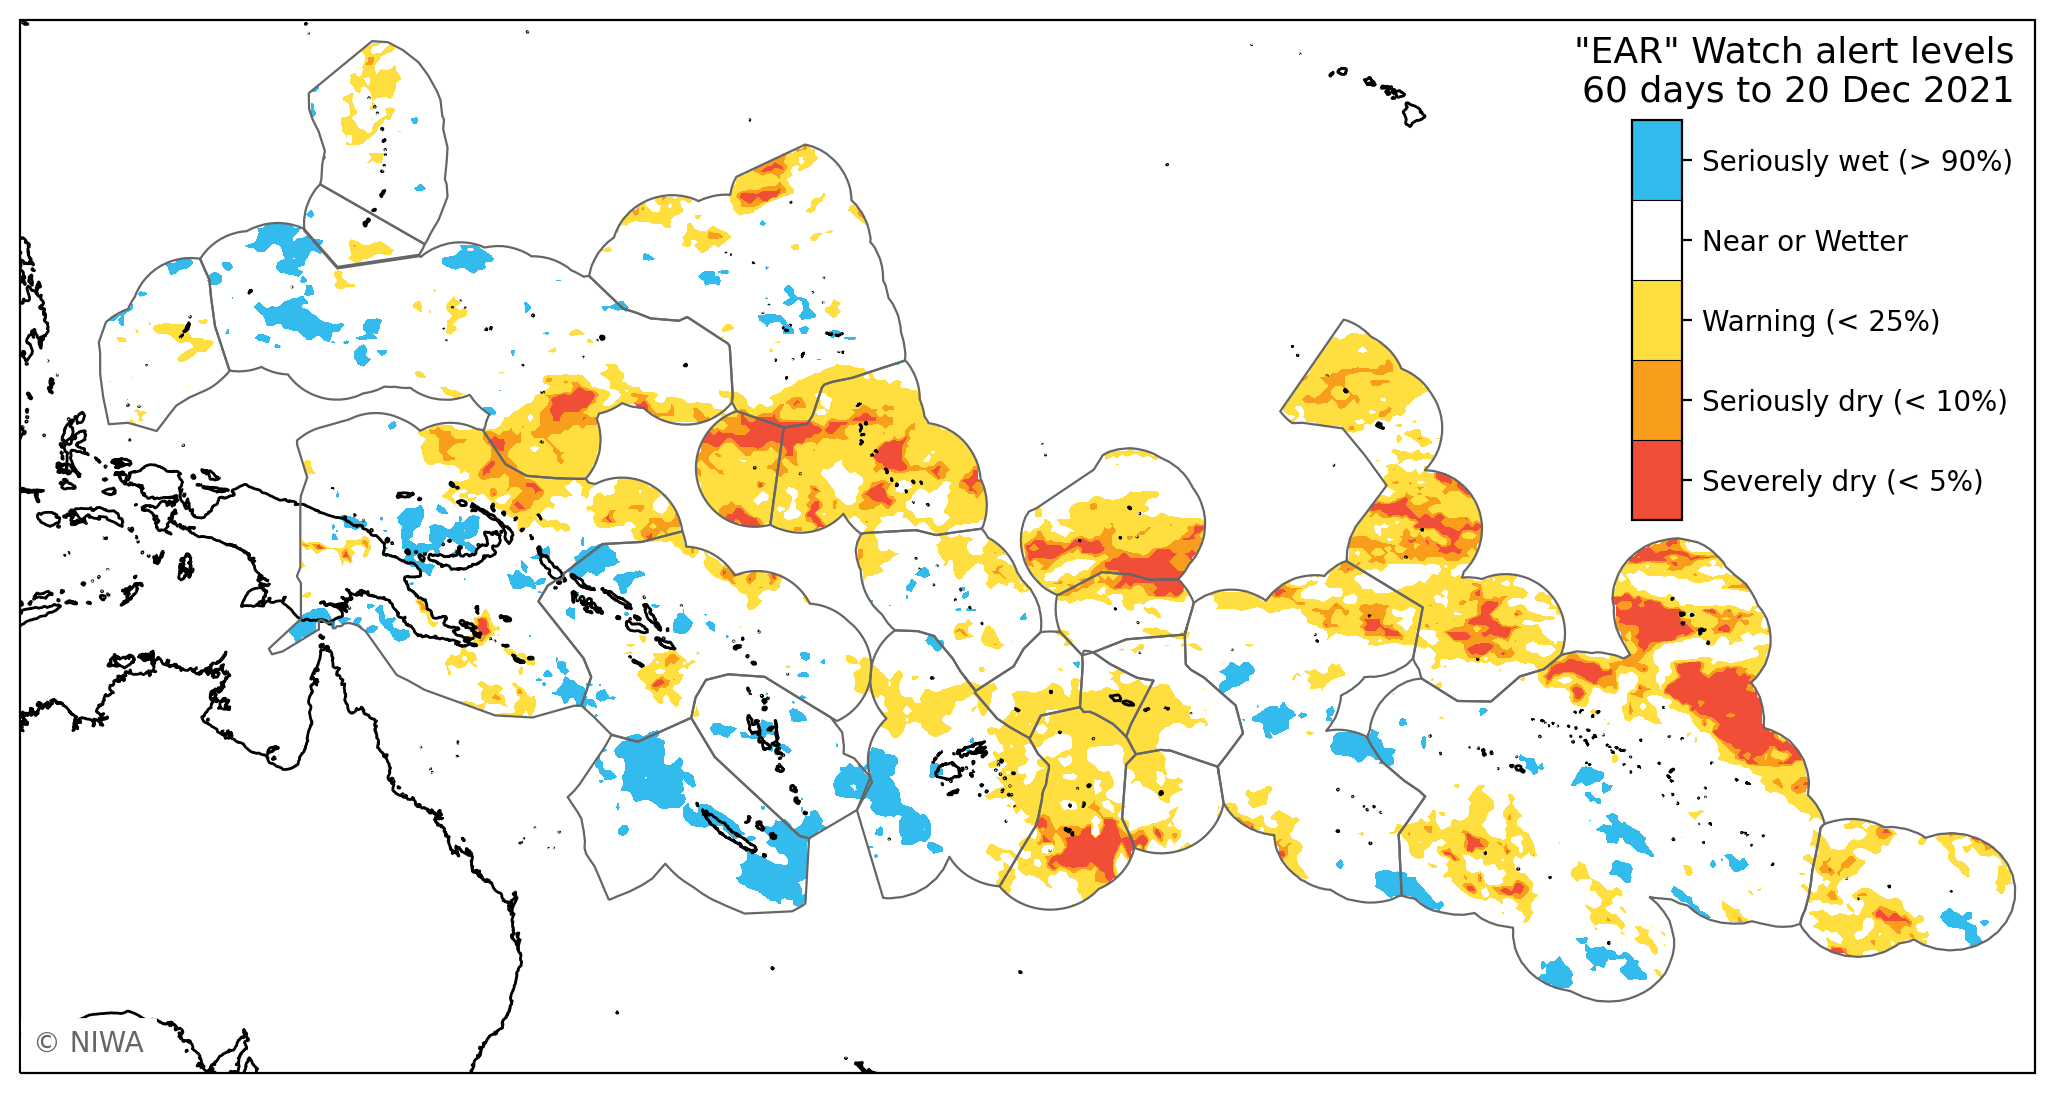 "EAR" Watch alert levels
60 days to 20 Dec 2021
Seriously wet (> 90%)
Near or Wetter
Warning (< 25%)
Seriously dry (< 10%)
Severely dry (< 5%)
© NIWA